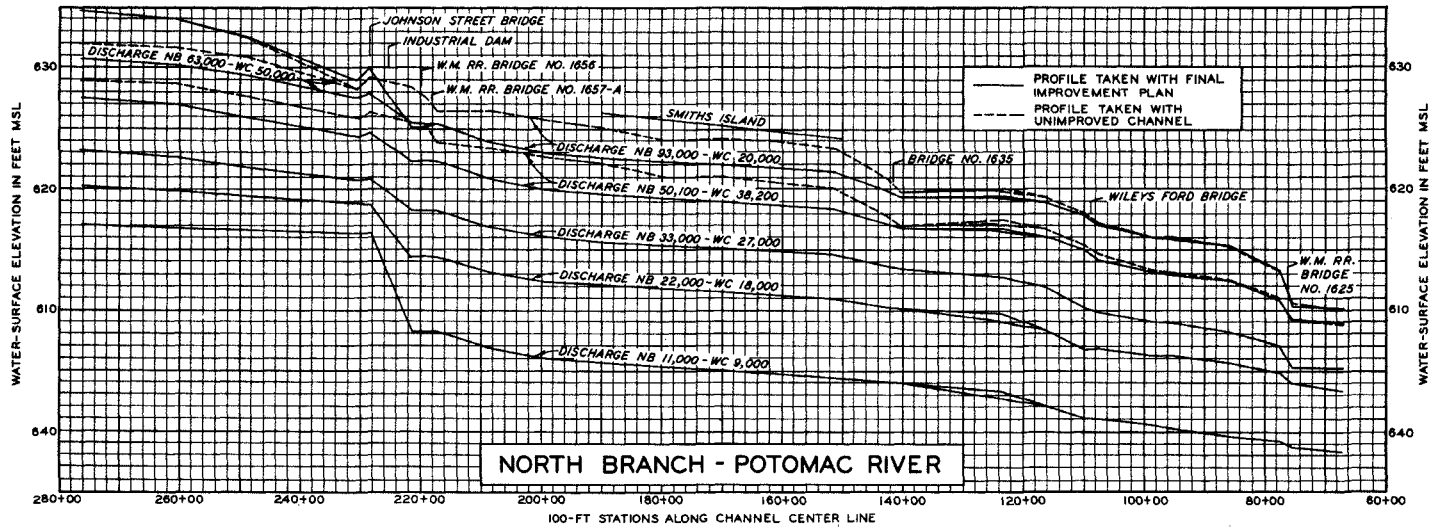 JOHNSON STREET BRIDGE
INDUSTRIAL DAM
W.M. RR. BRIDGE NO. 1656
W.M. RR. BRIDGE NO. 1657-A
DISCHARGE NB 63,000 - WC 50,000
PROFILE TAKEN WITH FINAL
IMPROVEMENT PLAN
PROFILE TAKEN WITH
UNIMPROVED CHANNEL
SMITHS ISLAND
DISCHARGE NB 93,000 - WC 20,000
BRIDGE NO. 1635
DISCHARGE NB 50,100 - WC 38,200
WILEYS FORD BRIDGE
DISCHARGE NB 33,000 - WC 27,000
W.M. RR.
BRIDGE
NO. 1625
DISCHARGE NB 22,000 - WC 18,000
DISCHARGE NB 11,000 - WC 9,000
WATER-SURFACE ELEVATION IN FEET MSL
630
620
610
640
WATER-SURFACE ELEVATION IN FEET MSL
630
620
610
640
NORTH BRANCH - POTOMAC RIVER
280+00 260+00 240+00 220+00 200+00 180+00 160+00 140+00 120+00 100+00 80+00 60+00
100-FT STATIONS ALONG CHANNEL CENTER LINE